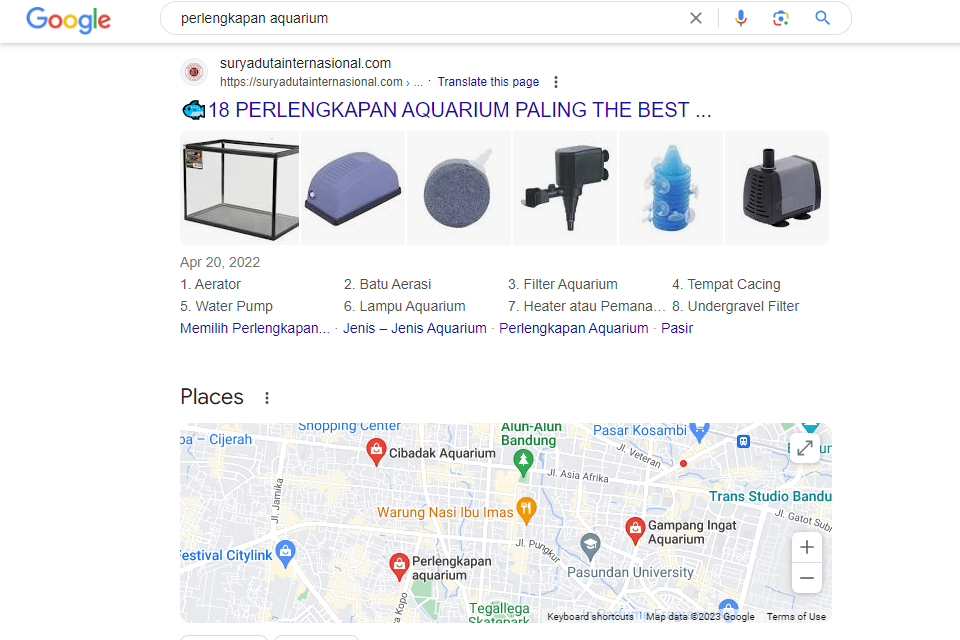 Google
perlengkapan aquarium
suryadutainternasional.com
https://suryadutainternasional.com › ... · Translate this page
18 PERLENGKAPAN AQUARIUM PALING THE BEST ...
Apr 20, 2022
1. Aerator 2. Batu Aerasi 3. Filter Aquarium 4. Tempat Cacing
5. Water Pump 6. Lampu Aquarium 7. Heater atau Pemana... 8. Undergravel Filter
Memilih Perlengkapan... · Jenis – Jenis Aquarium · Perlengkapan Aquarium · Pasir
Places
Shopping Center
Alun-Alun
Bandung
Pasar Kosambi
– Cijerah
Cibadak Aquarium
Jl. Veteran
Jl. Asia Afrika
Jl. Jamika
Trans Studio Bandu
Warung Nasi Ibu Imas
Jl. Gatot Sub
Gampang Ingat
Aquarium
Jl. Pungkur
Festival Citylink
Perlengkapan
aquarium
Pasundan University
Kopo
Tegallega
Skatepark
Keyboard shortcuts Map data ©2023 Google Terms of Use